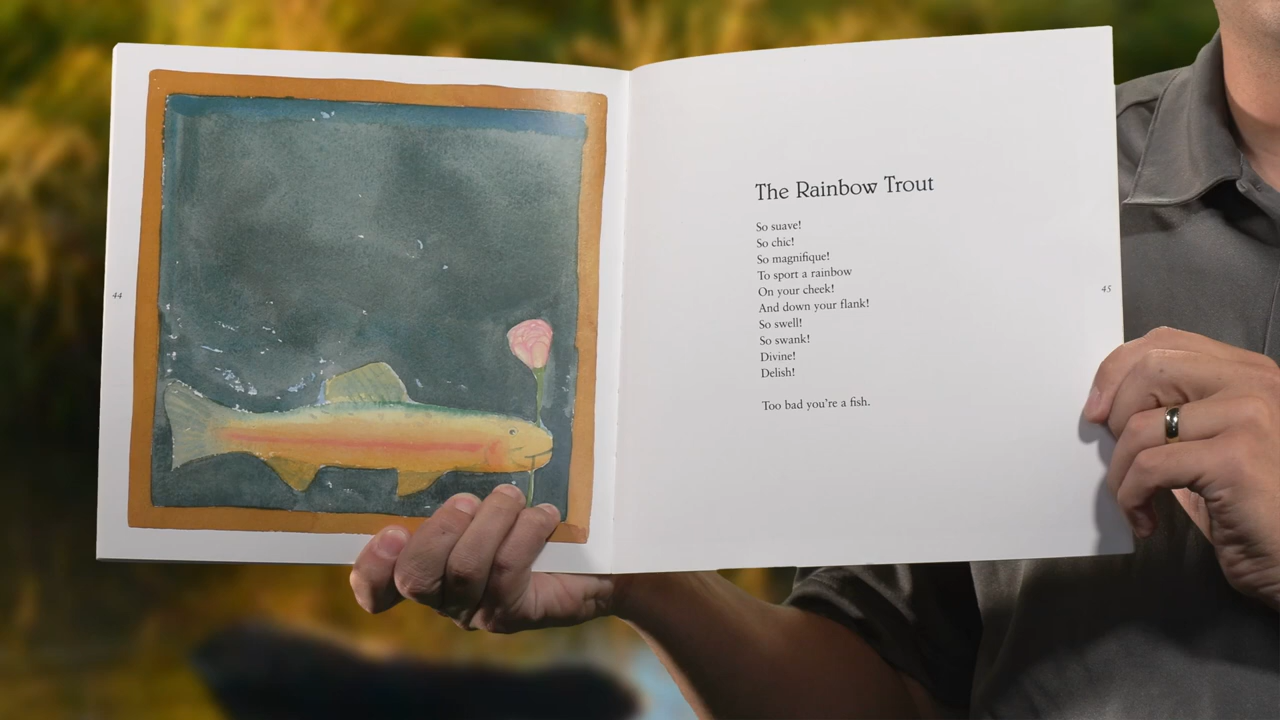 44
The Rainbow Trout
So suave!
So chic!
So magnifique!
To sport a rainbow
On your cheek!
And down your flank!
So swell!
So swank!
Divine!
Delish!
Too bad you're a fish.
45